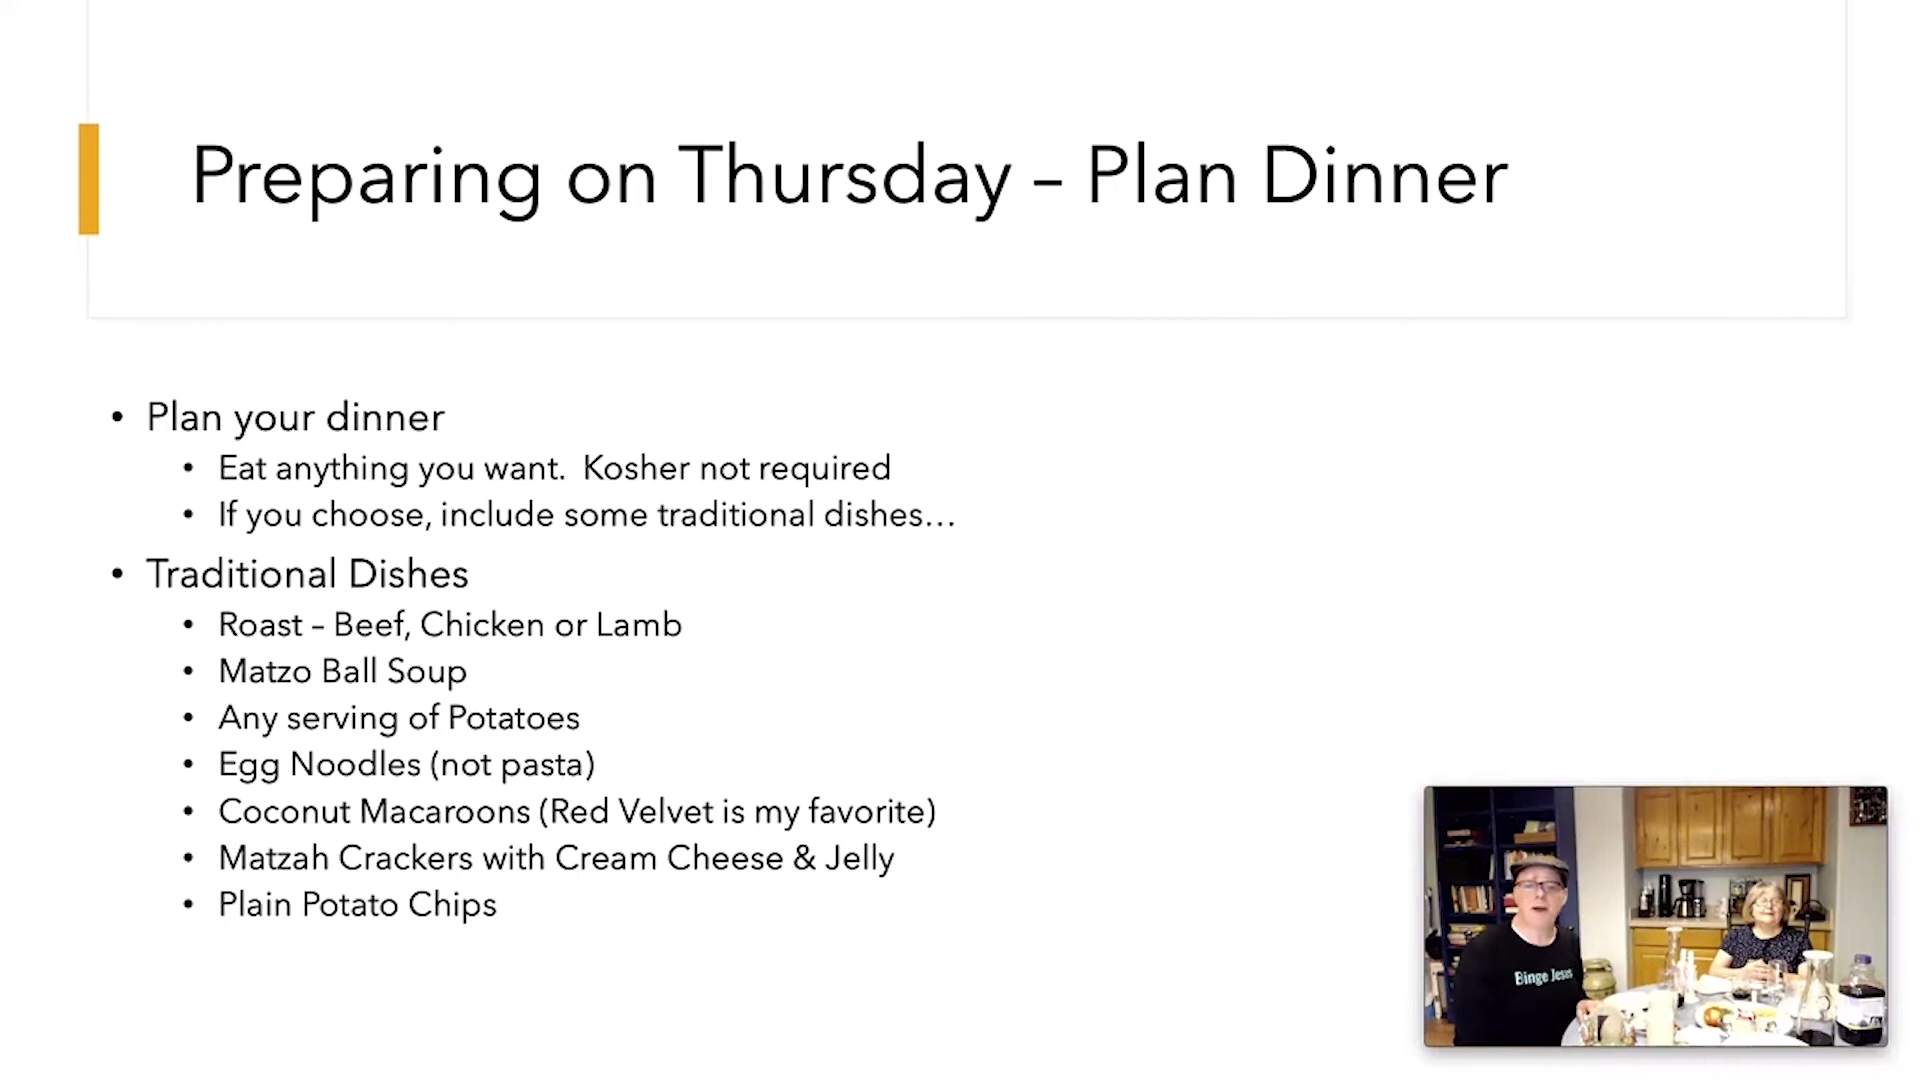 Preparing on Thursday – Plan Dinner
• Plan your dinner
• Eat anything you want.  Kosher not required
• If you choose, include some traditional dishes…
• Traditional Dishes
• Roast – Beef, Chicken or Lamb
• Matzo Ball Soup
• Any serving of Potatoes
• Egg Noodles (not pasta)
• Coconut Macaroons (Red Velvet is my favorite)
• Matzah Crackers with Cream Cheese & Jelly
• Plain Potato Chips
Binge Jesus